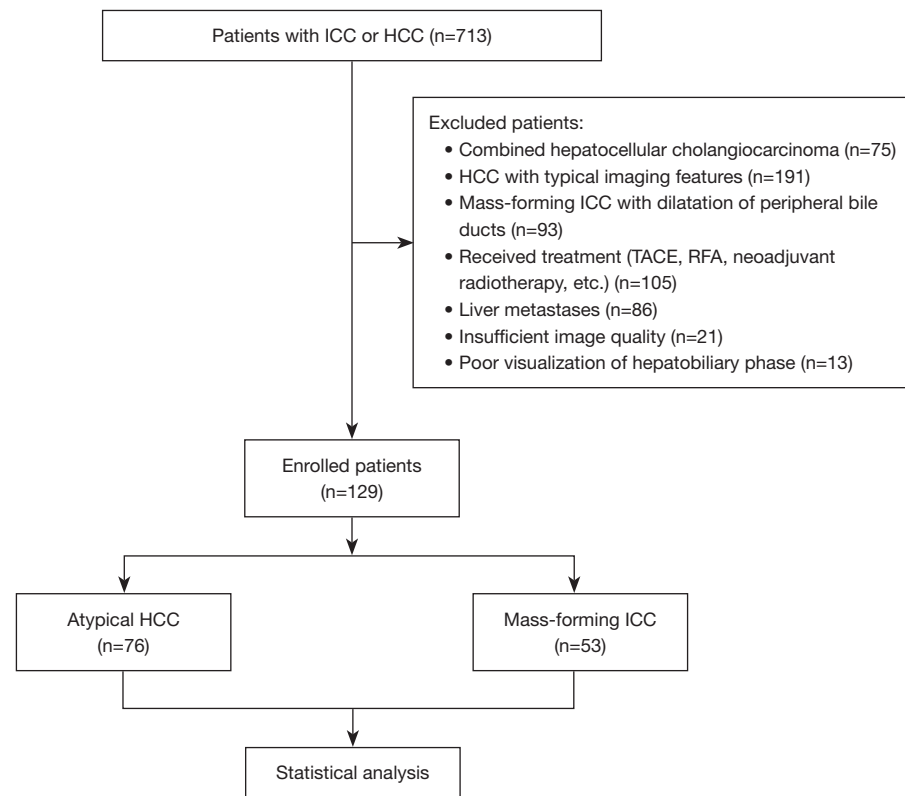 Patients with ICC or HCC (n=713)
Excluded patients:
• Combined hepatocellular cholangiocarcinoma (n=75)
• HCC with typical imaging features (n=191)
• Mass-forming ICC with dilatation of peripheral bile
ducts (n=93)
• Received treatment (TACE, RFA, neoadjuvant
radiotherapy, etc.) (n=105)
• Liver metastases (n=86)
• Insufficient image quality (n=21)
• Poor visualization of hepatobiliary phase (n=13)
Enrolled patients
(n=129)
Atypical HCC
(n=76)
Mass-forming ICC
(n=53)
Statistical analysis